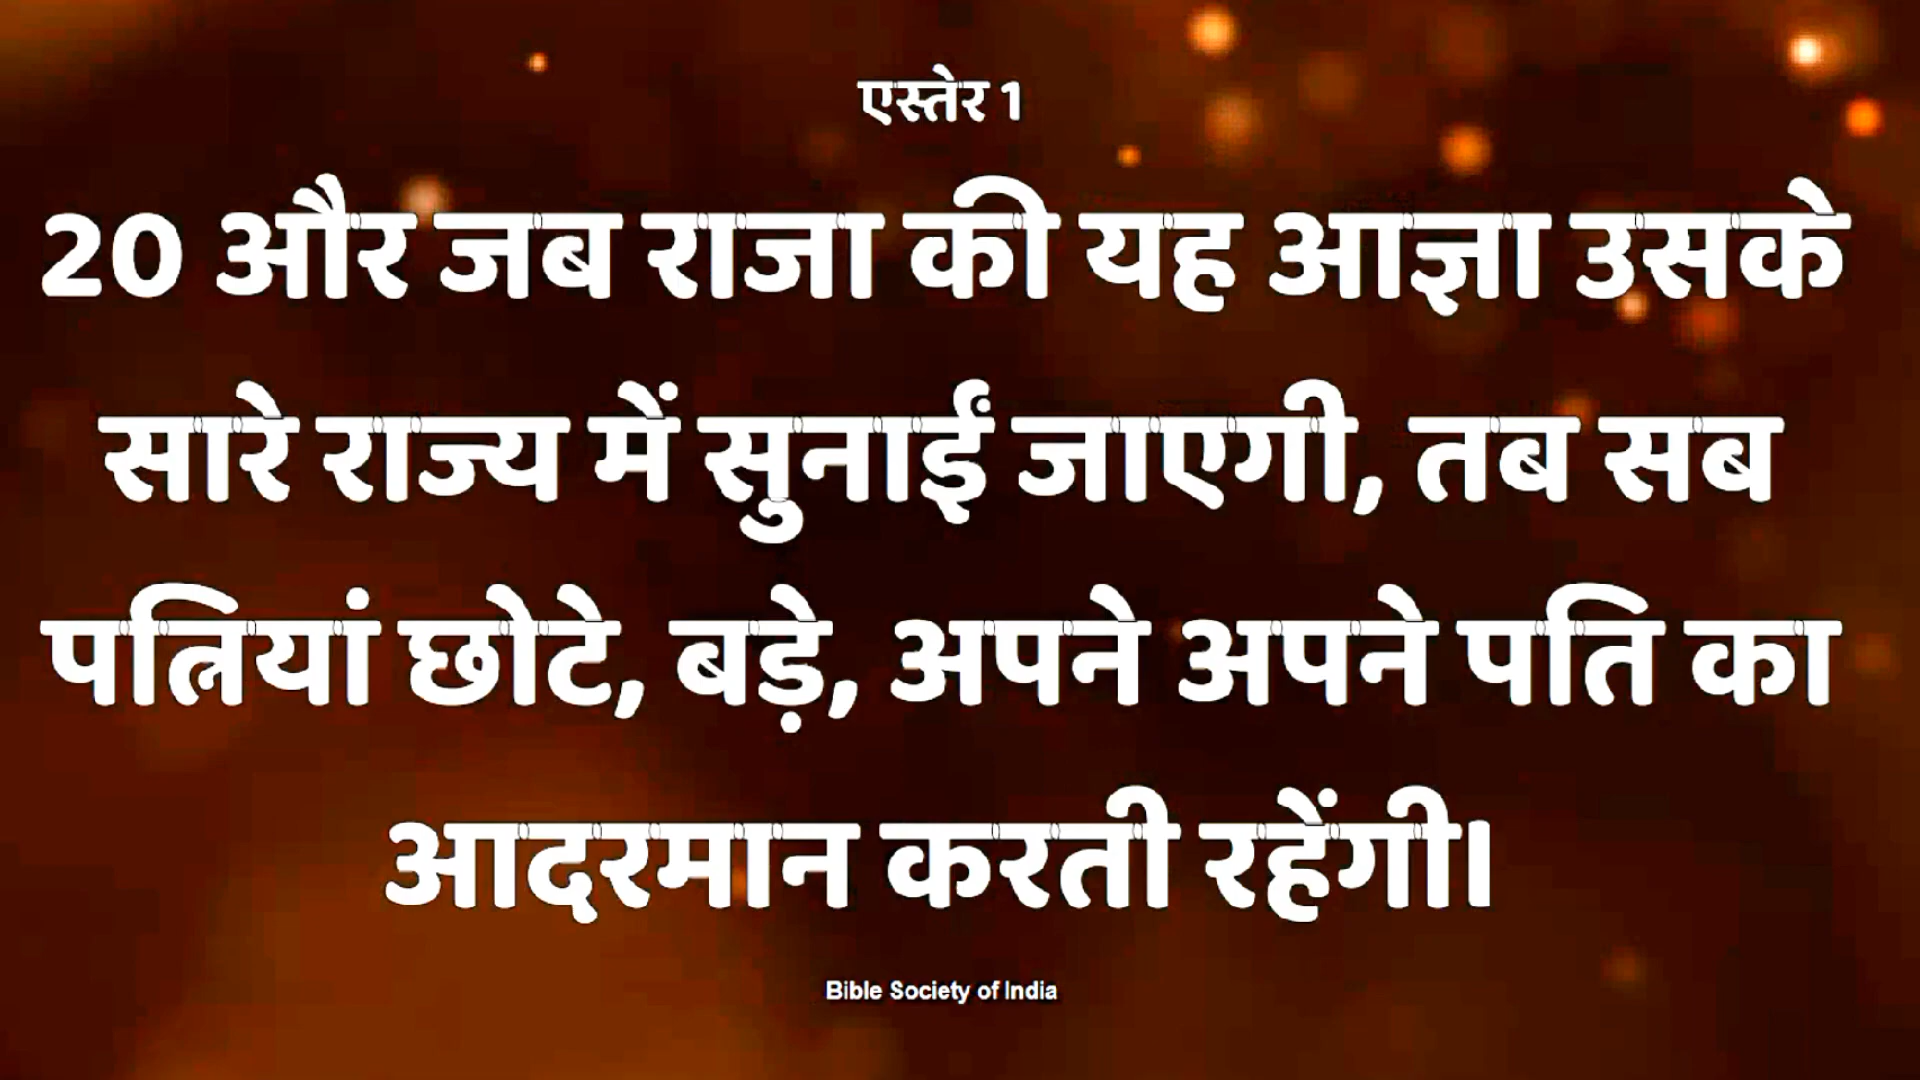 एस्तेर 1
20 और जब राजा की यह आज्ञा उसके
सारे राज्य में सुनाईं जाएगी, तब सब
पत्नियां छोटे, बड़े, अपने अपने पति का
आदरमान करती रहेंगी।
Bible Society of India